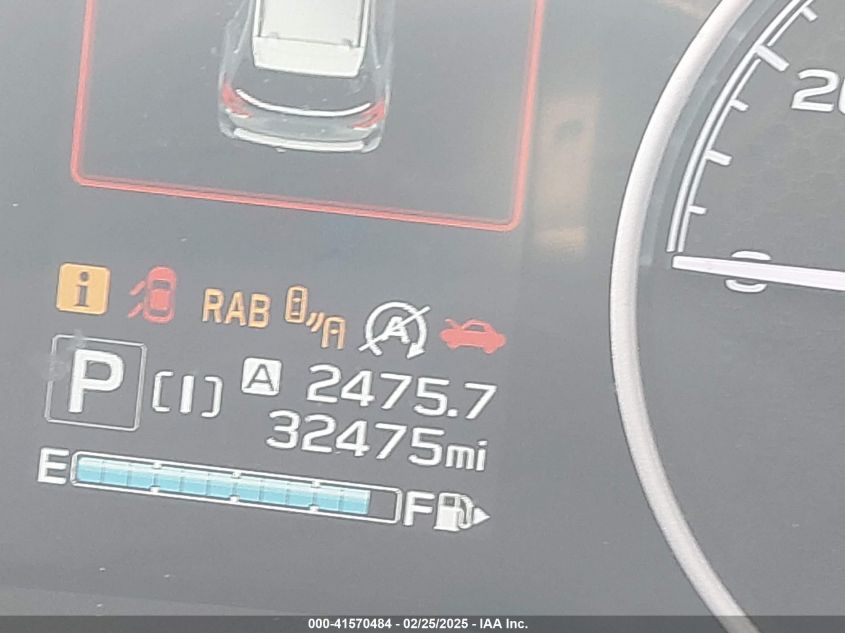 20
i RAB A
P [I] A 2475.7
32475mi
E F
000-41570484 - 02/25/2025 - IAA Inc.